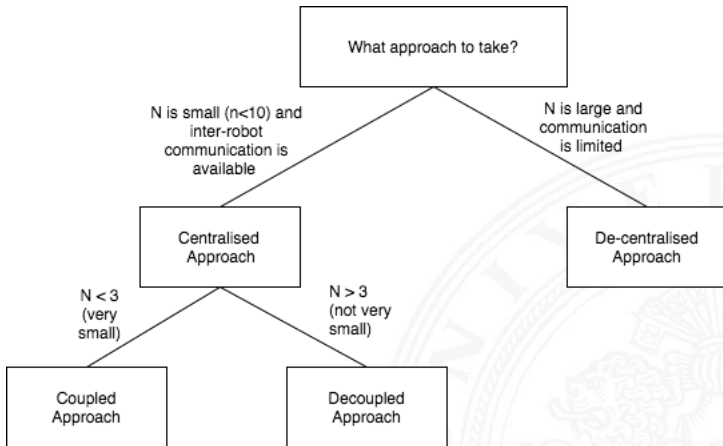 What approach to take?
N is small (n<10) and
inter-robot
communication is
available
N is large and
communication
is limited
Centralised
Approach
De-centralised
Approach
N < 3
(very
small)
N > 3
(not very
small)
Coupled
Approach
Decoupled
Approach
N I V E